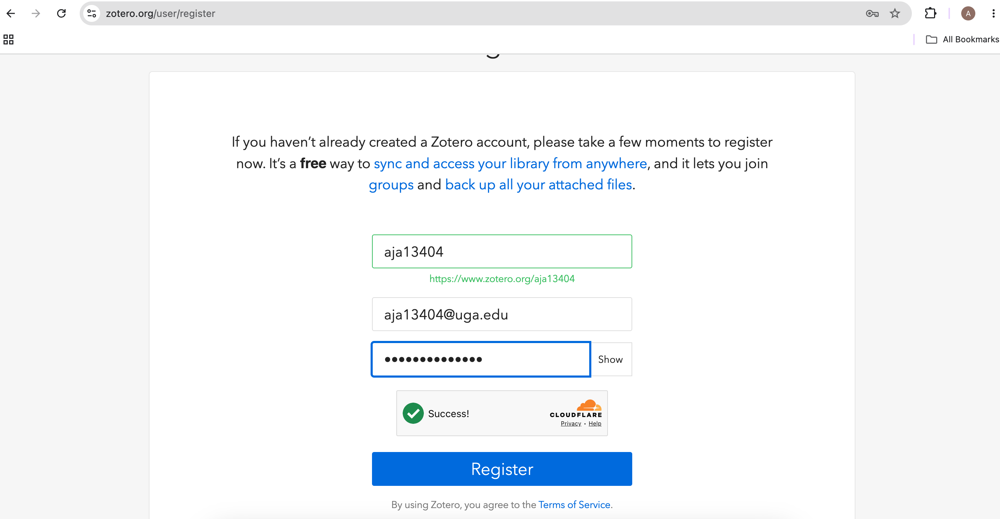 zotero.org/user/register
A
All Bookmarks
If you haven’t already created a Zotero account, please take a few moments to register
now. It’s a free way to sync and access your library from anywhere, and it lets you join
groups and back up all your attached files.
aja13404
https://www.zotero.org/aja13404
aja13404@uga.edu
••••••••••••••
Show
Success!
CLOUDFLARE
Privacy • Help
Register
By using Zotero, you agree to the Terms of Service.